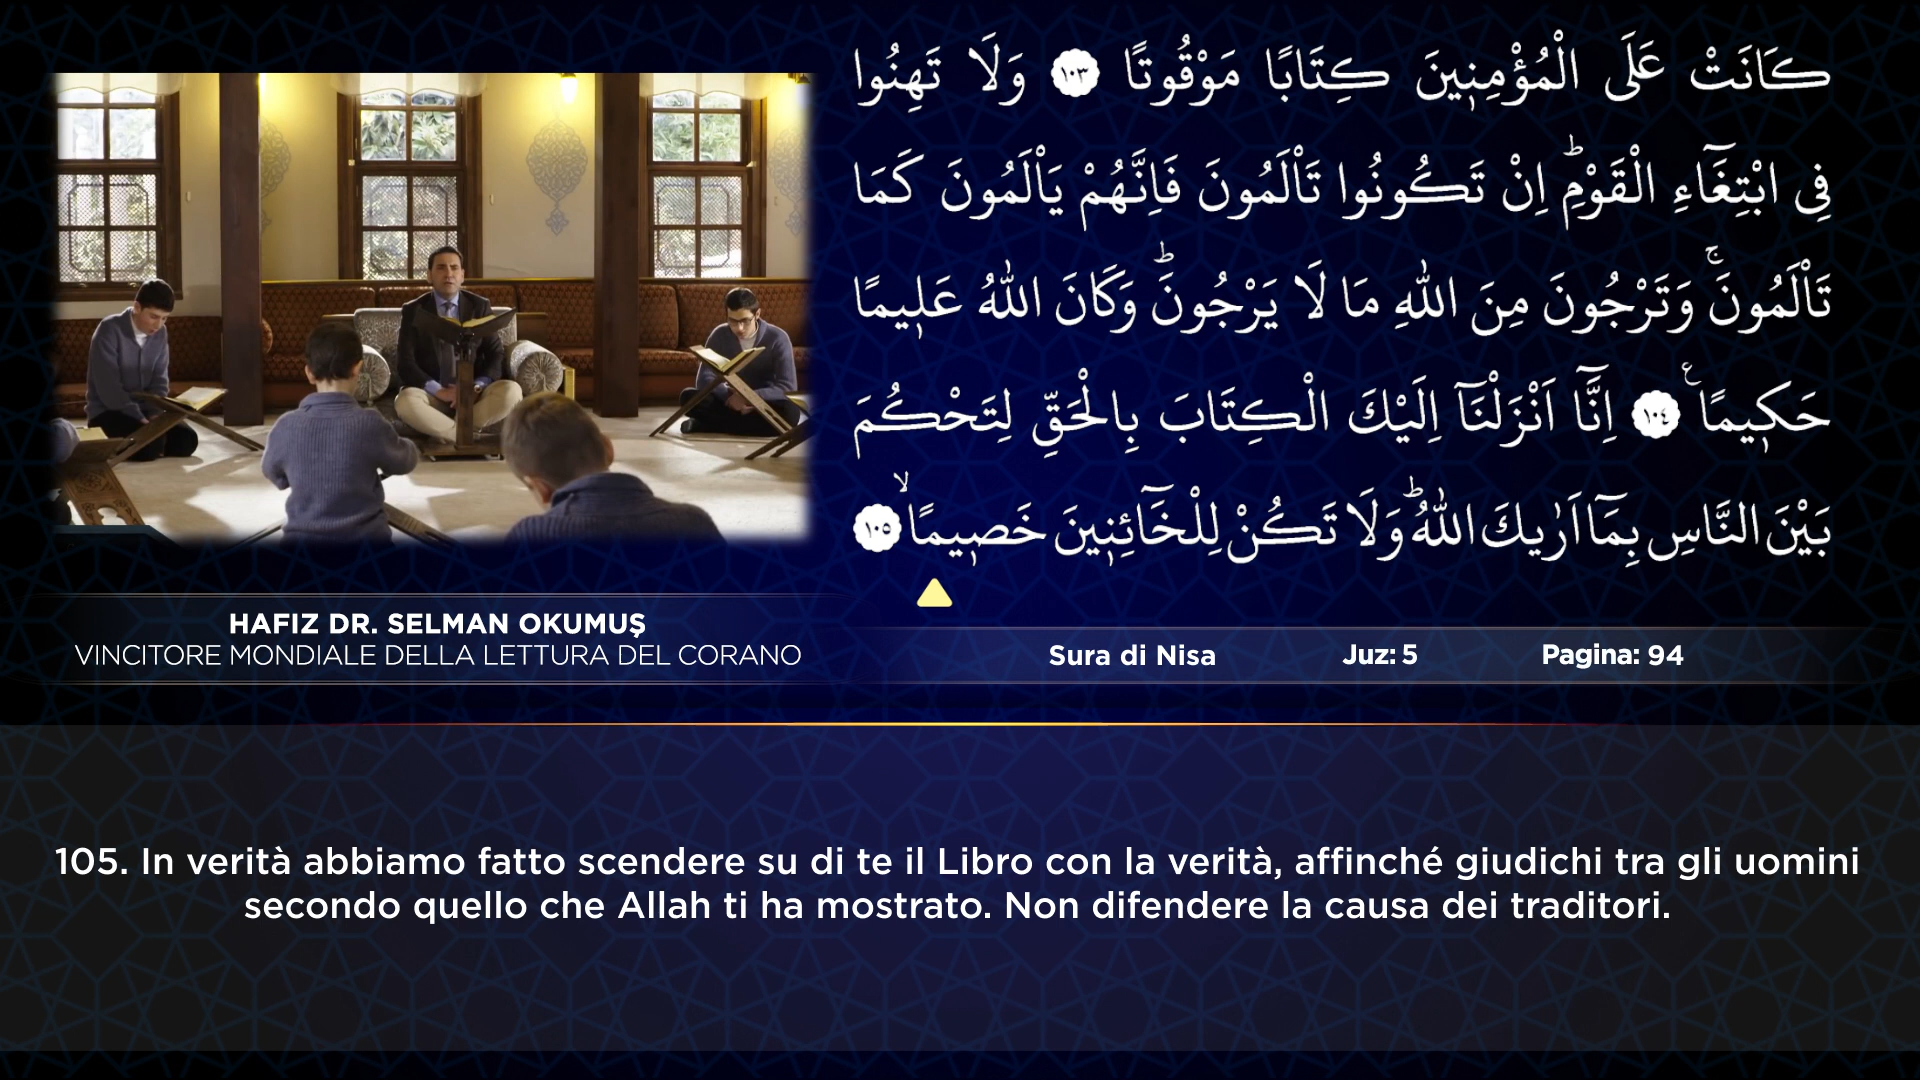 كَانَتْ عَلَى الْمُؤْمِنِينَ كِتَابًا مَوْقُوتًا ﴿١٠٣﴾ وَلَا تَهِنُوا
فِي ابْتِغَٓاءِ الْقَوْمِۜ اِنْ تَكُونُوا تَأْلَمُونَ فَاِنَّهُمْ يَأْلَمُونَ كَمَا
تَأْلَمُونَۚ وَتَرْجُونَ مِنَ اللّٰهِ مَا لَا يَرْجُونَۜ وَكَانَ اللّٰهُ عَلِيمًا
حَكِيمًا ﴿١٠٤﴾ اِنَّٓا اَنْزَلْنَٓا اِلَيْكَ الْكِتَابَ بِالْحَقِّ لِتَحْكُمَ
بَيْنَ النَّاسِ بِمَٓا اَرٰيكَ اللّٰهُۜ وَلَا تَكُنْ لِلْخَٓائِنِينَ خَصِيمًاۙ ﴿١٠٥﴾
HAFIZ DR. SELMAN OKUMUŞ
VINCITORE MONDIALE DELLA LETTURA DEL CORANO
Sura di Nisa Juz: 5 Pagina: 94
105. In verità abbiamo fatto scendere su di te il Libro con la verità, affinché giudichi tra gli uomini
secondo quello che Allah ti ha mostrato. Non difendere la causa dei traditori.